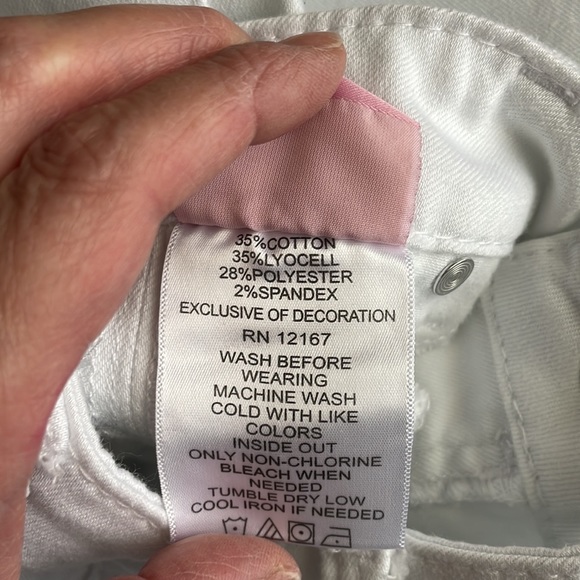 35%COTTON
35%LYOCELL
28%POLYESTER
2%SPANDEX
EXCLUSIVE OF DECORATION
RN 12167
WASH BEFORE
WEARING
MACHINE WASH
COLD WITH LIKE
COLORS
INSIDE OUT
ONLY NON-CHLORINE
BLEACH WHEN
NEEDED
TUMBLE DRY LOW
COOL IRON IF NEEDED